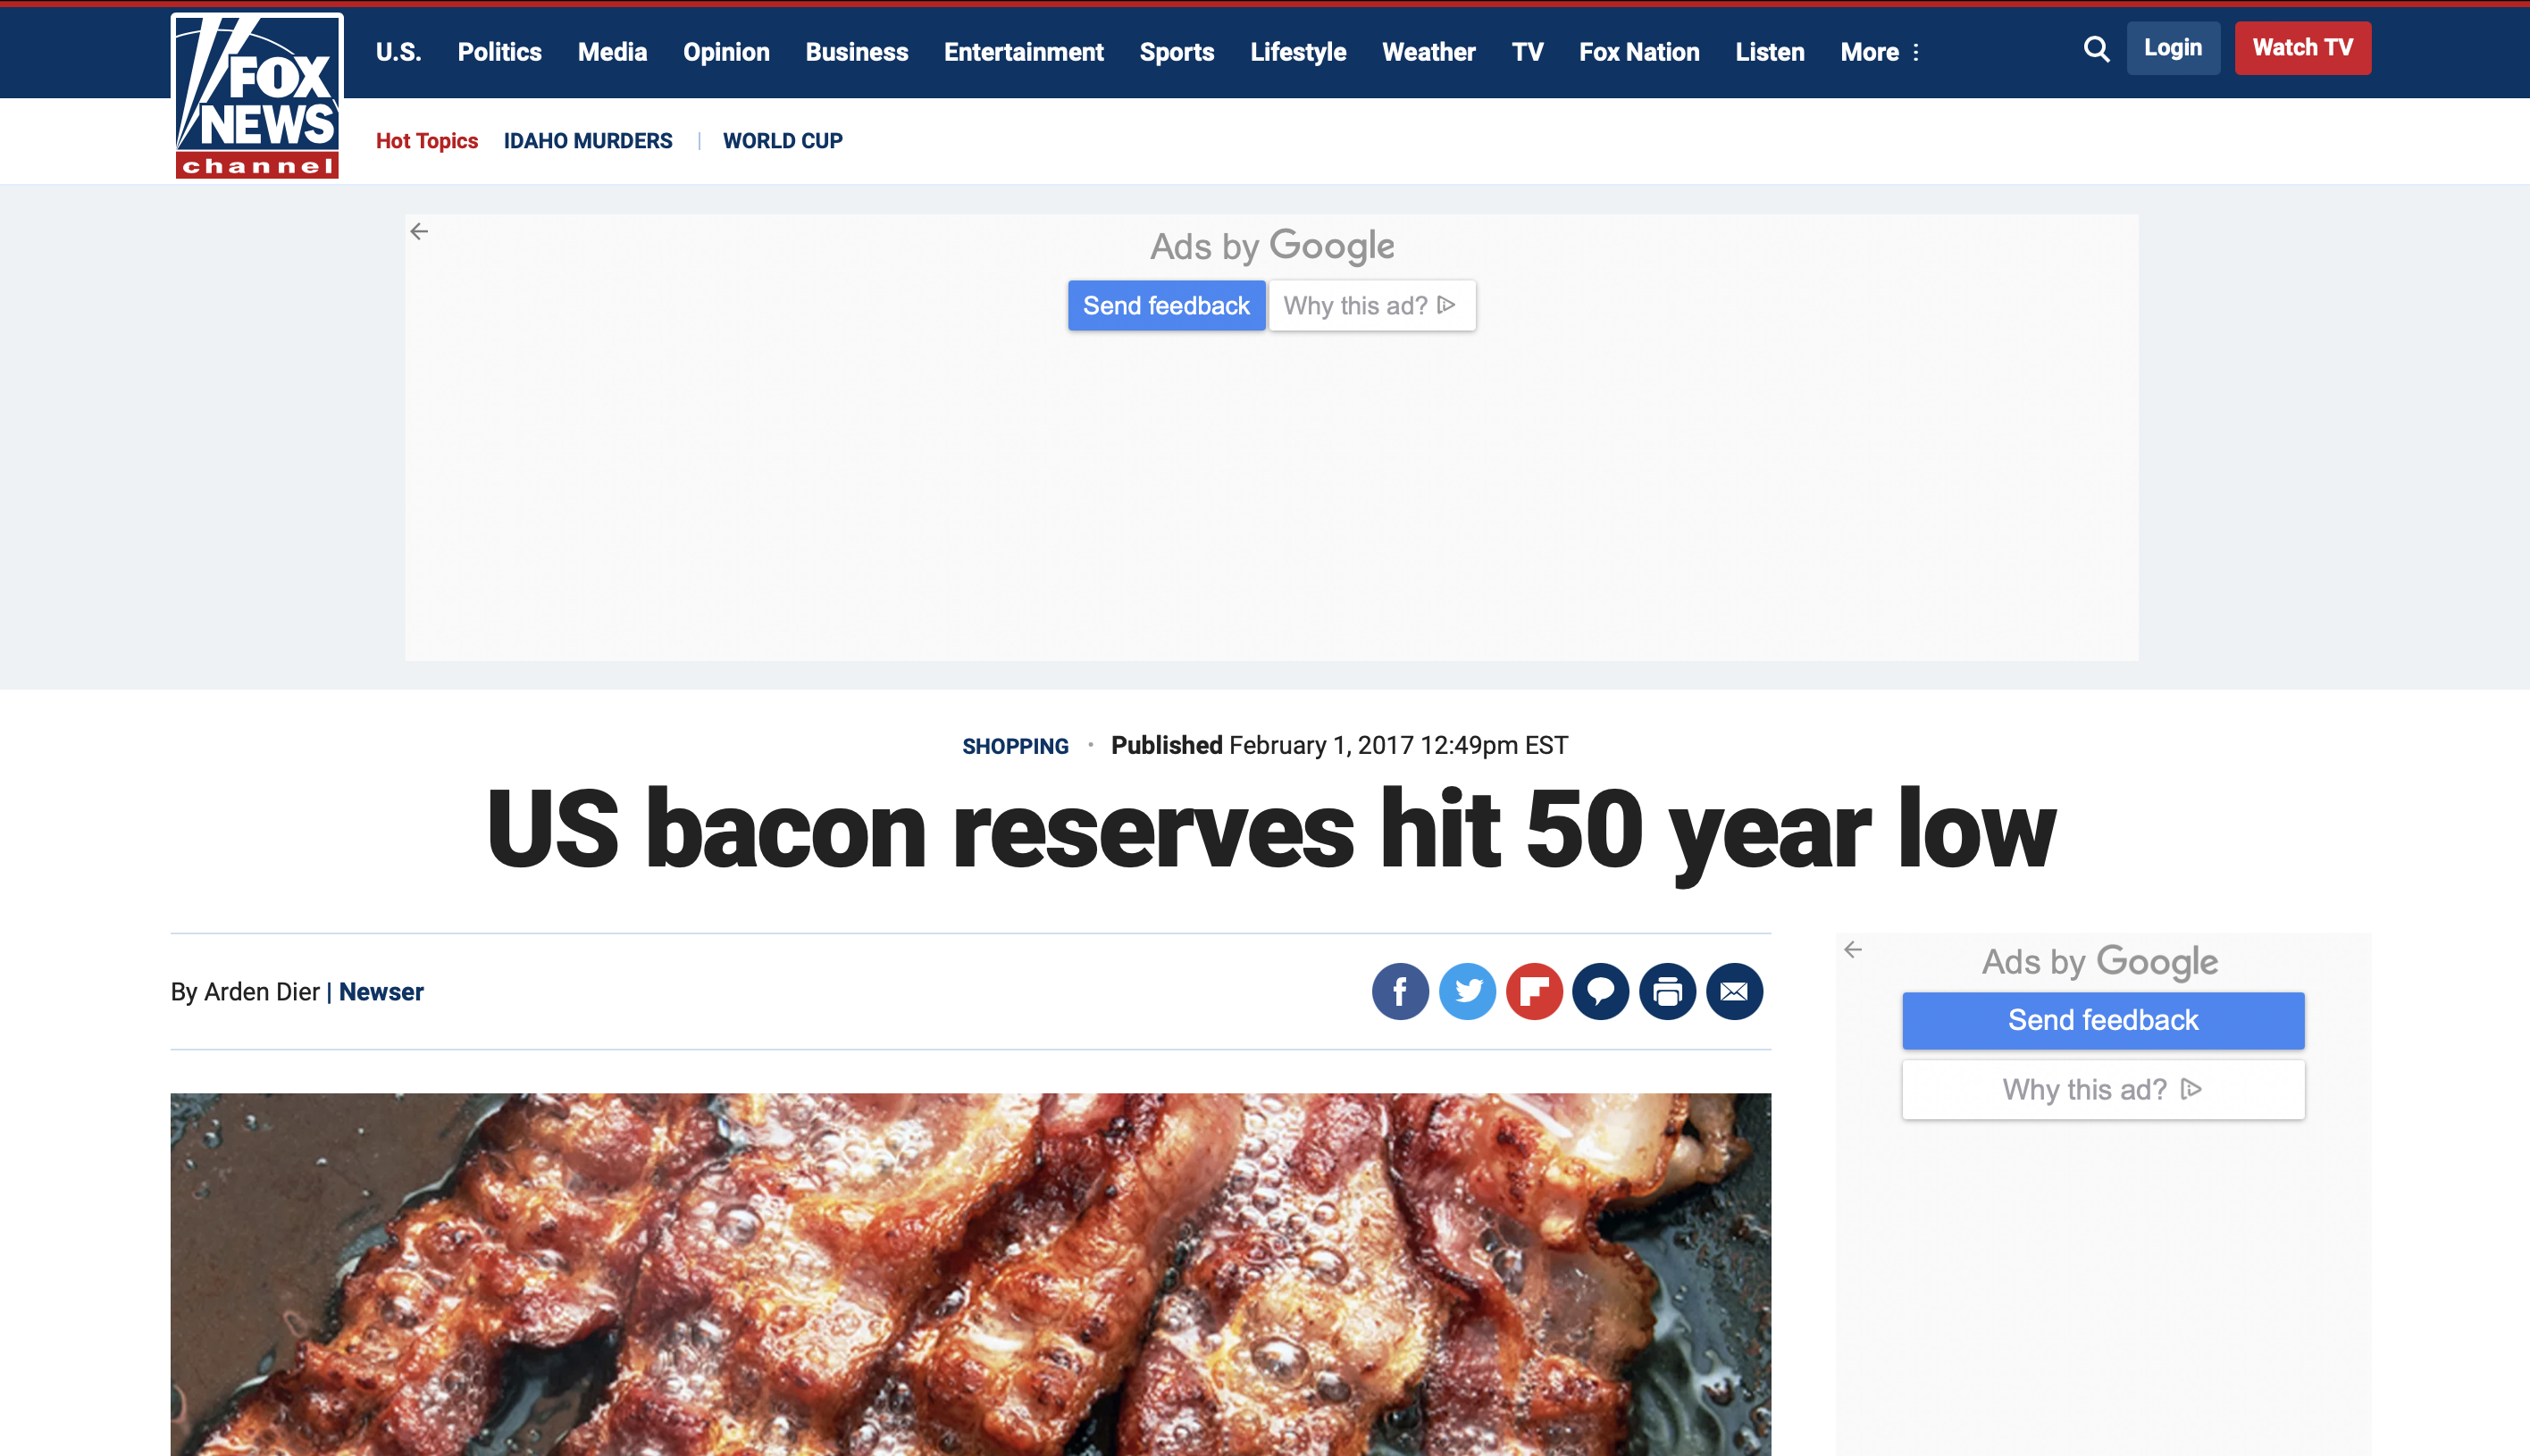 FOX
NEWS
channel
U.S. Politics Media Opinion Business Entertainment Sports Lifestyle Weather TV Fox Nation Listen More
Login
Watch TV
Hot Topics IDAHO MURDERS | WORLD CUP
Ads by Google
Send feedback Why this ad?
SHOPPING · Published February 1, 2017 12:49pm EST
US bacon reserves hit 50 year low
By Arden Dier | Newser
f
Ads by Google
Send feedback
Why this ad?